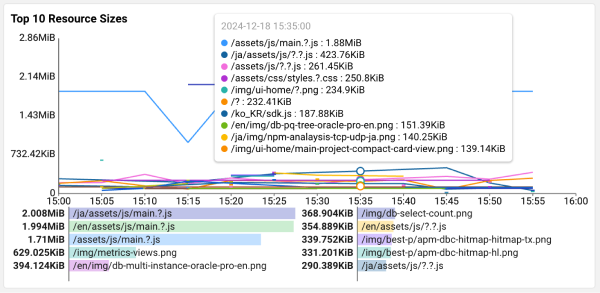 Top 10 Resource Sizes
2.86MiB
2.14MiB
1.43MiB
732.42KiB
0
2024-12-18 15:35:00
/assets/js/main.?.js : 1.88MiB
/ja/assets/js/?.?.js : 423.76KiB
/assets/js/?.?.js : 261.45KiB
/assets/css/styles.?.css : 250.8KiB
/img/ui-home/?.png : 234.9KiB
/? : 232.41KiB
/ko_KR/sdk.js : 187.88KiB
/en/img/db-pq-tree-oracle-pro-en.png : 151.39KiB
/ja/img/npm-analaysis-tcp-udp-ja.png : 140.25KiB
/img/ui-home/main-project-compact-card-view.png : 139.14KiB
15:00 15:05 15:10 15:15 15:20 15:25 15:30 15:35 15:40 15:45 15:50 15:55 16:00
2.008MiB /ja/assets/js/main.?.js
1.994MiB /en/assets/js/main.?.js
1.71MiB /assets/js/main.?.js
629.025KiB /img/metrics-views.png
394.124KiB /en/img/db-multi-instance-oracle-pro-en.png
368.904KiB /img/db-select-count.png
354.889KiB /en/assets/js/?.?.js
339.752KiB /img/best-p/apm-dbc-hitmap-hitmap-tx.png
331.201KiB /img/best-p/apm-dbc-hitmap-hl.png
290.389KiB /ja/assets/js/?.?.js